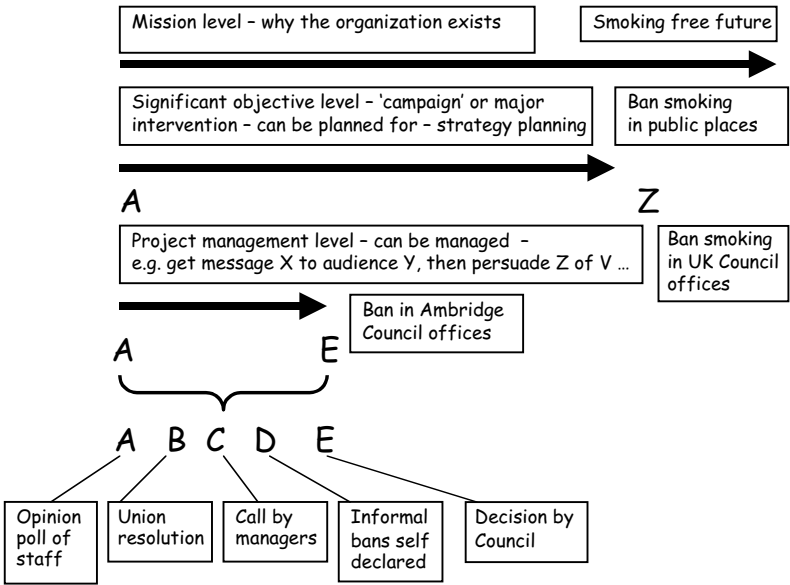 Mission level – why the organization exists
Smoking free future
Significant objective level – ‘campaign’ or major
intervention – can be planned for – strategy planning
Ban smoking
in public places
A
Z
Project management level – can be managed –
e.g. get message X to audience Y, then persuade Z of V …
Ban smoking
in UK Council
offices
Ban in Ambridge
Council offices
A
E
A B C D E
Opinion
poll of
staff
Union
resolution
Call by
managers
Informal
bans self
declared
Decision by
Council